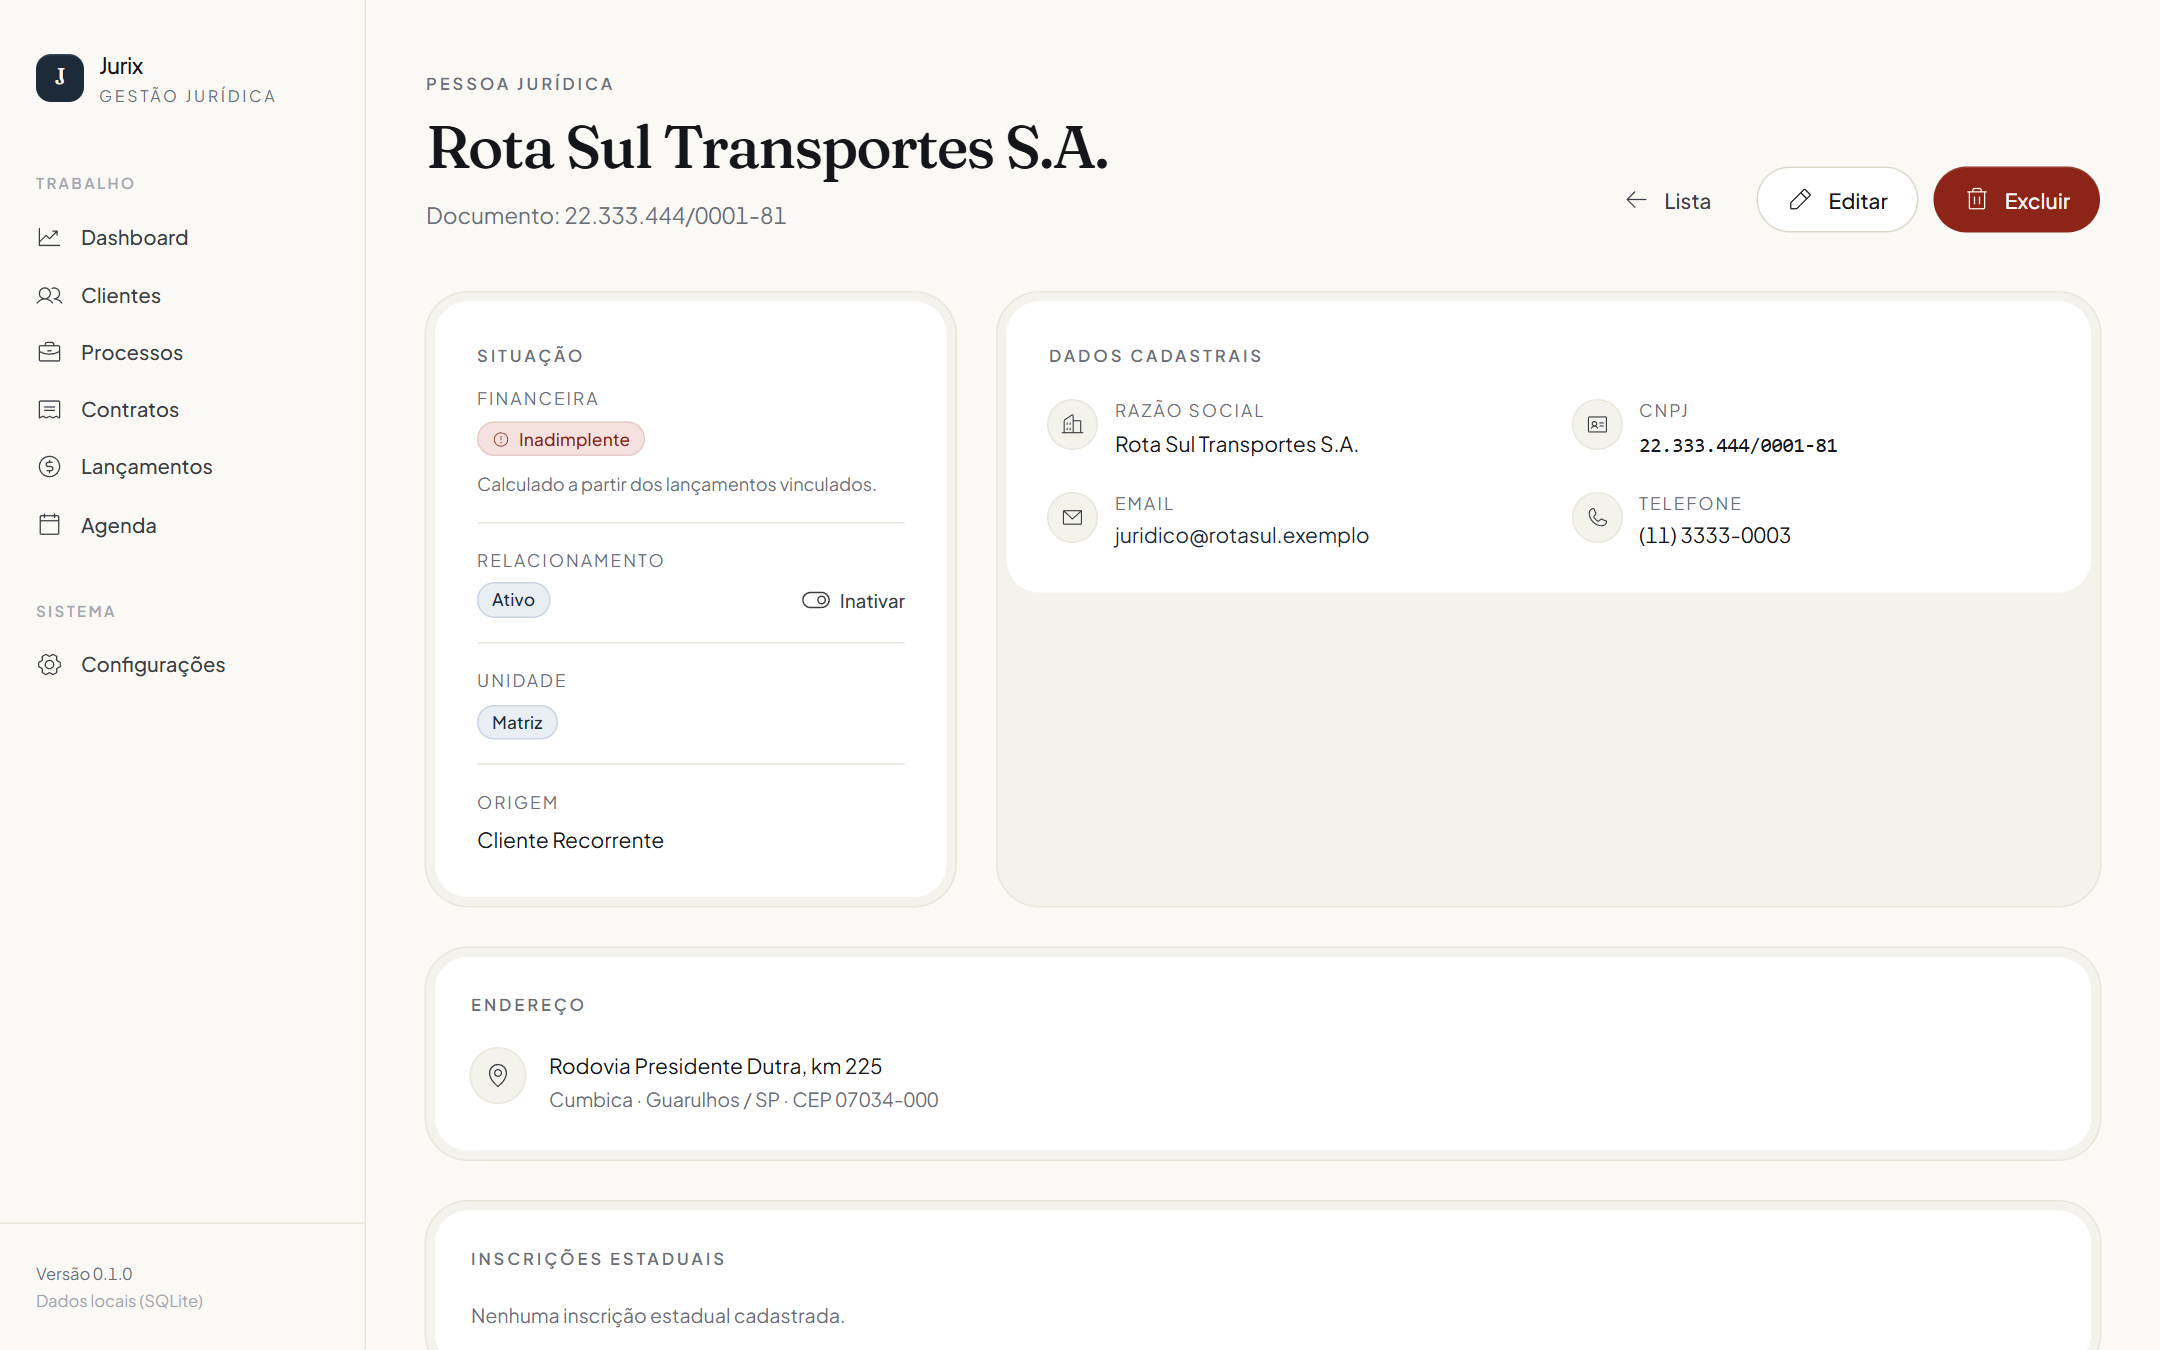 J
Jurix
GESTÃO JURÍDICA
TRABALHO
Dashboard
Clientes
Processos
Contratos
Lançamentos
Agenda
SISTEMA
Configurações
Versão 0.1.0
Dados locais (SQLite)
PESSOA JURÍDICA
Rota Sul Transportes S.A.
Documento: 22.333.444/0001-81
Lista
Editar
Excluir
SITUAÇÃO
FINANCEIRA
Inadimplente
Calculado a partir dos lançamentos vinculados.
RELACIONAMENTO
Ativo
Inativar
UNIDADE
Matriz
ORIGEM
Cliente Recorrente
DADOS CADASTRAIS
RAZÃO SOCIAL
Rota Sul Transportes S.A.
CNPJ
22.333.444/0001-81
EMAIL
juridico@rotasul.exemplo
TELEFONE
(11) 3333-0003
ENDEREÇO
Rodovia Presidente Dutra, km 225
Cumbica · Guarulhos / SP · CEP 07034-000
INSCRIÇÕES ESTADUAIS
Nenhuma inscrição estadual cadastrada.